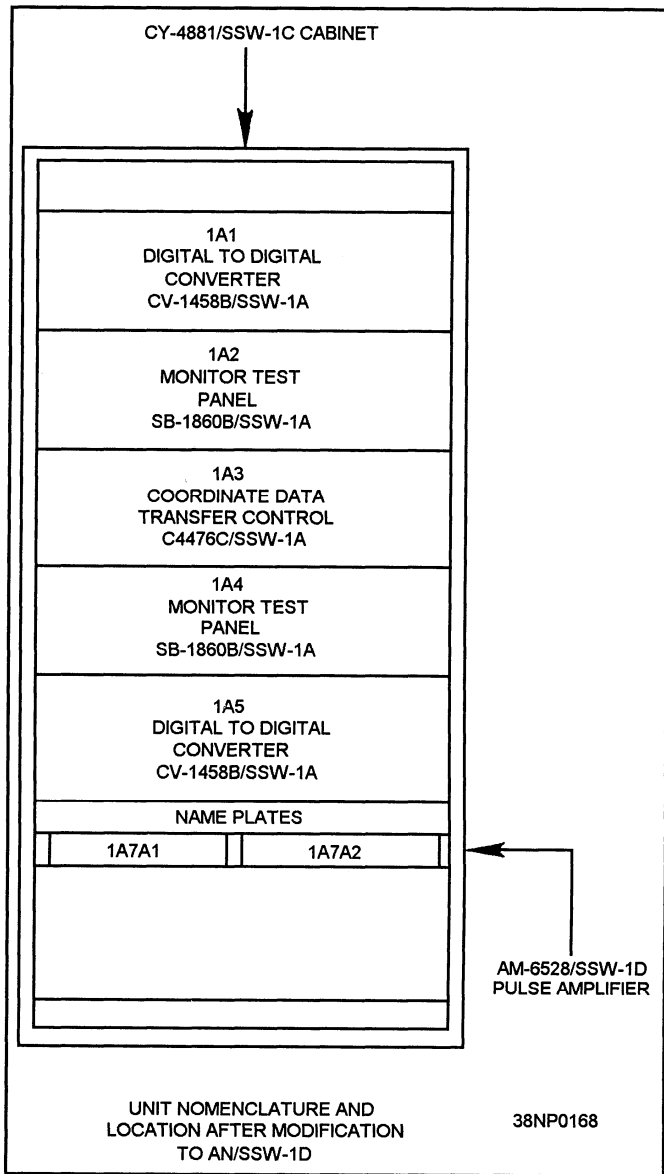 CY-4881/SSW-1C CABINET
1A1
DIGITAL TO DIGITAL
CONVERTER
CV-1458B/SSW-1A
1A2
MONITOR TEST
PANEL
SB-1860B/SSW-1A
1A3
COORDINATE DATA
TRANSFER CONTROL
C4476C/SSW-1A
1A4
MONITOR TEST
PANEL
SB-1860B/SSW-1A
1A5
DIGITAL TO DIGITAL
CONVERTER
CV-1458B/SSW-1A
NAME PLATES
1A7A1
1A7A2
AM-6528/SSW-1D
PULSE AMPLIFIER
UNIT NOMENCLATURE AND
LOCATION AFTER MODIFICATION
TO AN/SSW-1D
38NP0168